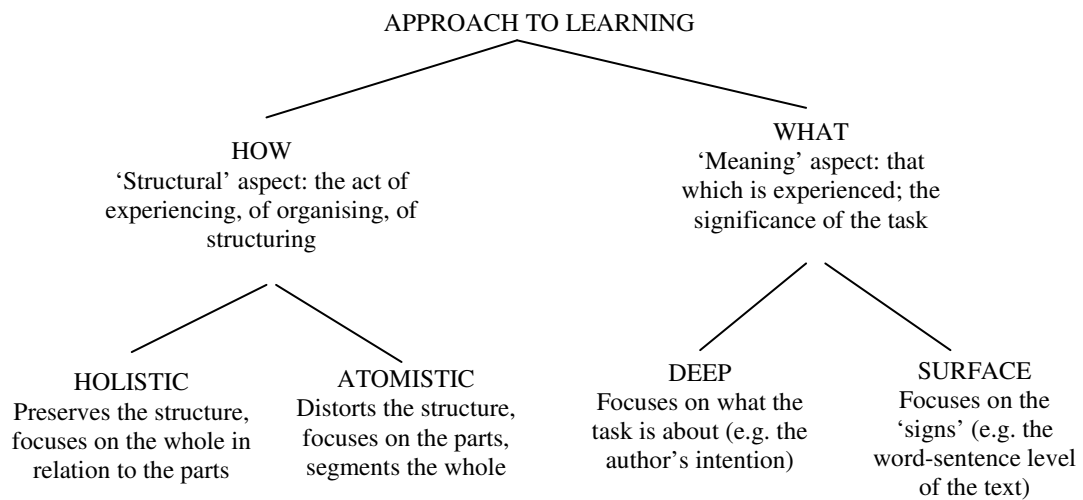 APPROACH TO LEARNING
HOW
‘Structural’ aspect: the act of
experiencing, of organising, of
structuring
WHAT
‘Meaning’ aspect: that
which is experienced; the
significance of the task
HOLISTIC
Preserves the structure,
focuses on the whole in
relation to the parts
ATOMISTIC
Distorts the structure,
focuses on the parts,
segments the whole
DEEP
Focuses on what the
task is about (e.g. the
author’s intention)
SURFACE
Focuses on the
‘signs’ (e.g. the
word-sentence level
of the text)